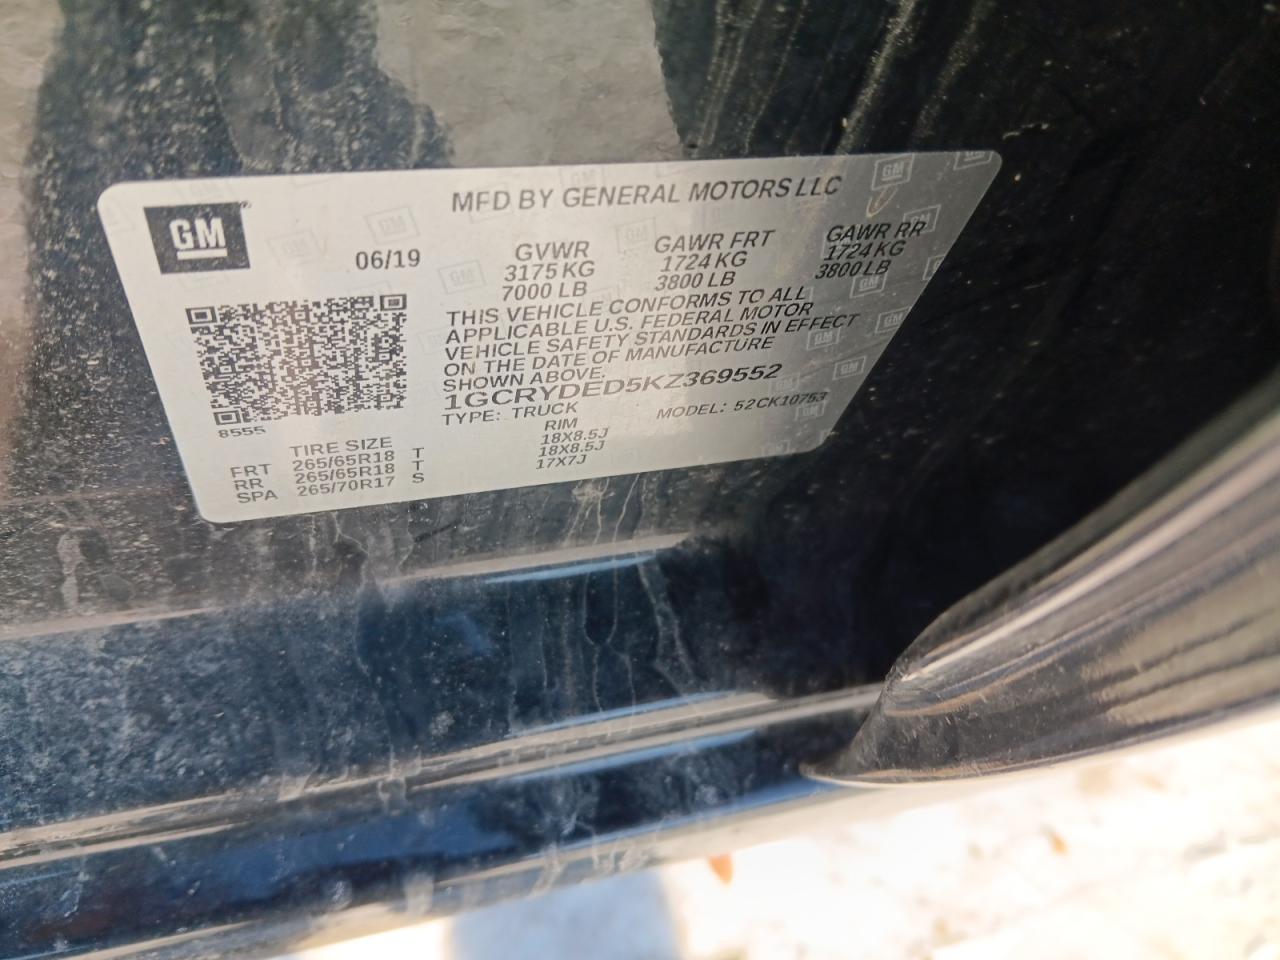 MFD BY GENERAL MOTORS LLC
GM
06/19
GVWR
3175 KG
7000 LB
GAWR FRT
1724 KG
3800 LB
GAWR RR
1724 KG
3800 LB
THIS VEHICLE CONFORMS TO ALL
APPLICABLE U.S. FEDERAL MOTOR
VEHICLE SAFETY STANDARDS IN EFFECT
ON THE DATE OF MANUFACTURE
SHOWN ABOVE.
1GCRYDED5KZ369552
TYPE: TRUCK MODEL: 52CK10753
8555
TIRE SIZE RIM
FRT 265/65R18 T 18X8.5J
RR 265/65R18 T 18X8.5J
SPA 265/70R17 S 17X7J